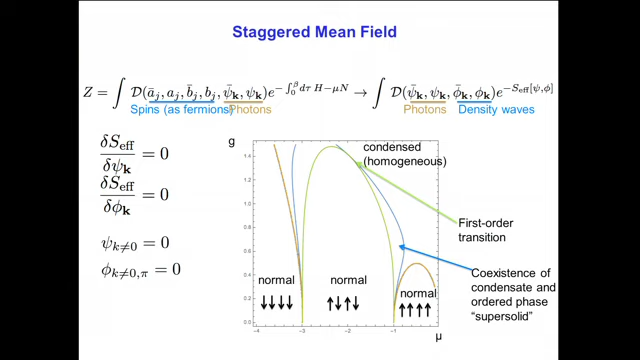 Staggered Mean Field
Z = ∫ 𝒟(ā_j, a_j, b̄_j, b_j, ψ̄_𝐤, ψ_𝐤) e^{−∫_0^β dτ H−μN} → ∫ 𝒟(ψ̄_𝐤, ψ_𝐤, φ̄_𝐤, φ_𝐤) e^{−S_eff[ψ,φ]}
Spins (as fermions) Photons Photons Density waves
δS_eff/δψ_𝐤 = 0
δS_eff/δφ_𝐤 = 0
ψ_{k≠0} = 0
φ_{k≠0,π} = 0
g
condensed
(homogeneous)
First-order
transition
Coexistence of
condensate and
ordered phase
“supersolid”
normal normal normal
↓↓↓↓ ↑↓↑↓ ↑↑↑↑
1.4
1.2
1.0
0.8
0.6
0.4
0.2
0.0
−4 −3 −2 −1
μ